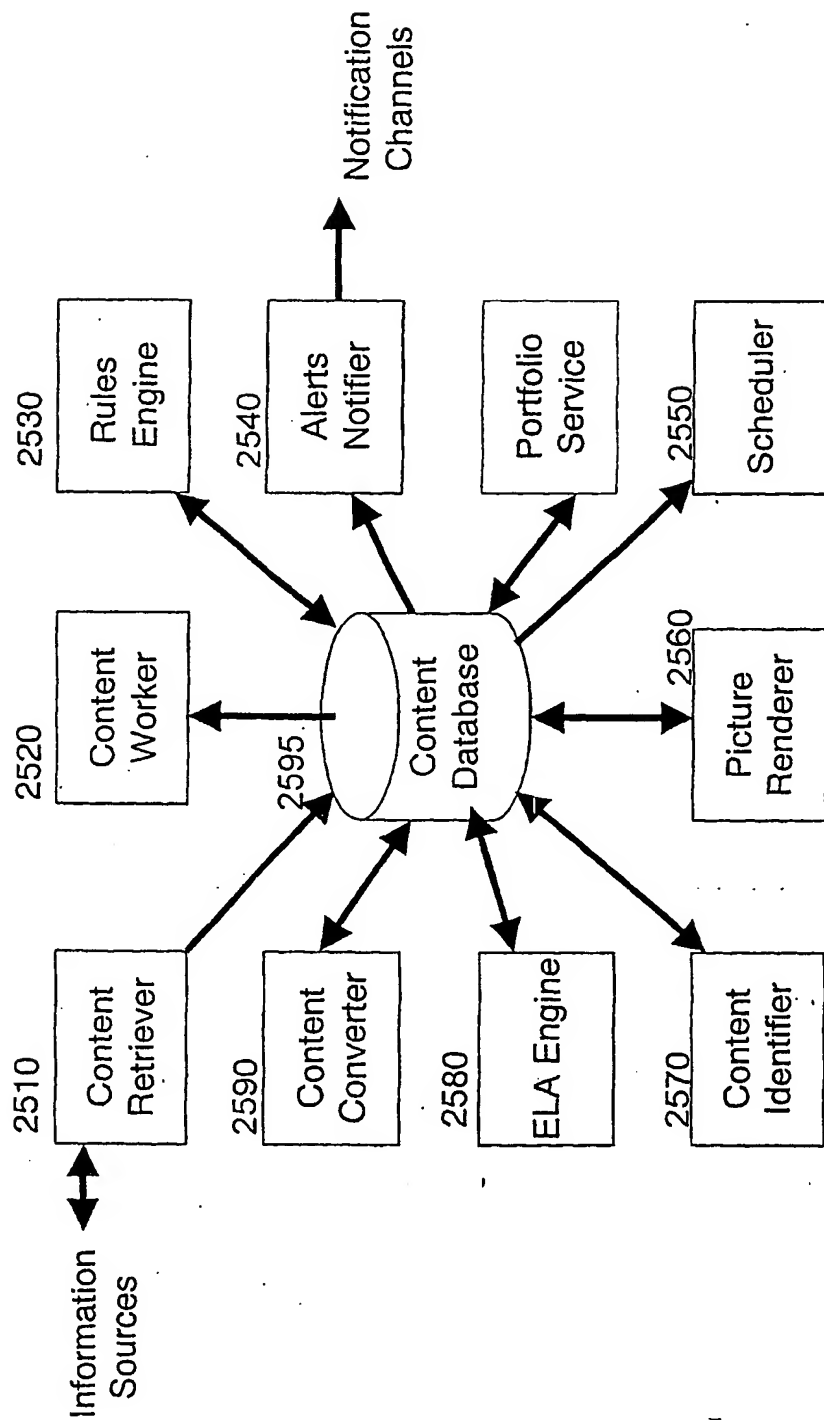 Information
Sources
2510
Content
Retriever
2520
Content
Worker
2530
Rules
Engine
2590
Content
Converter
2595
Content
Database
2540
Alerts
Notifier
Notification
Channels
2580
ELA Engine
Portfolio
Service
2570
Content
Identifier
2560
Picture
Renderer
2550
Scheduler